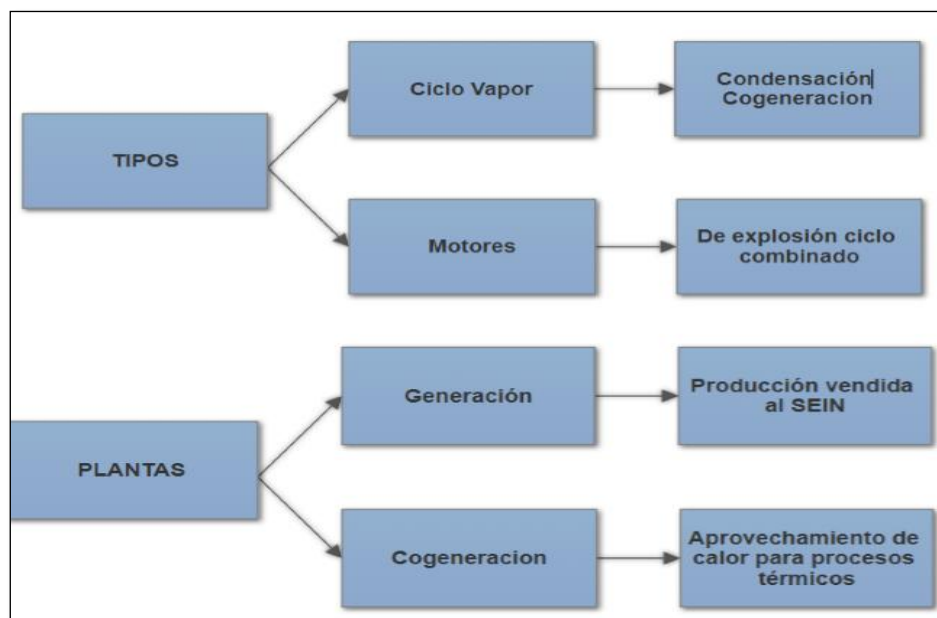 TIPOS
Ciclo Vapor
Condensación
Cogeneracion
Motores
De explosión ciclo
combinado
PLANTAS
Generación
Producción vendida
al SEIN
Cogeneracion
Aprovechamiento de
calor para procesos
térmicos